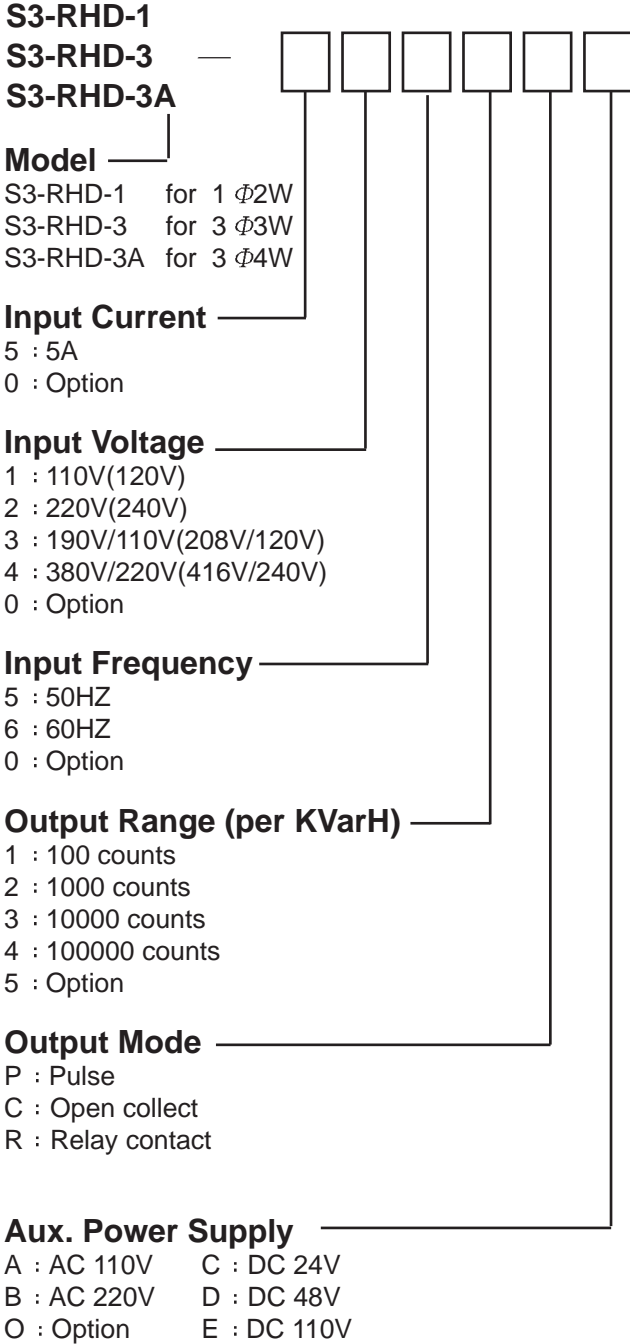 S3-RHD-1
S3-RHD-3 —
S3-RHD-3A
Model
S3-RHD-1 for 1 Φ2W
S3-RHD-3 for 3 Φ3W
S3-RHD-3A for 3 Φ4W
Input Current
5 : 5A
0 : Option
Input Voltage
1 : 110V(120V)
2 : 220V(240V)
3 : 190V/110V(208V/120V)
4 : 380V/220V(416V/240V)
0 : Option
Input Frequency
5 : 50HZ
6 : 60HZ
0 : Option
Output Range (per KVarH)
1 : 100 counts
2 : 1000 counts
3 : 10000 counts
4 : 100000 counts
5 : Option
Output Mode
P : Pulse
C : Open collect
R : Relay contact
Aux. Power Supply
A : AC 110V C : DC 24V
B : AC 220V D : DC 48V
O : Option E : DC 110V